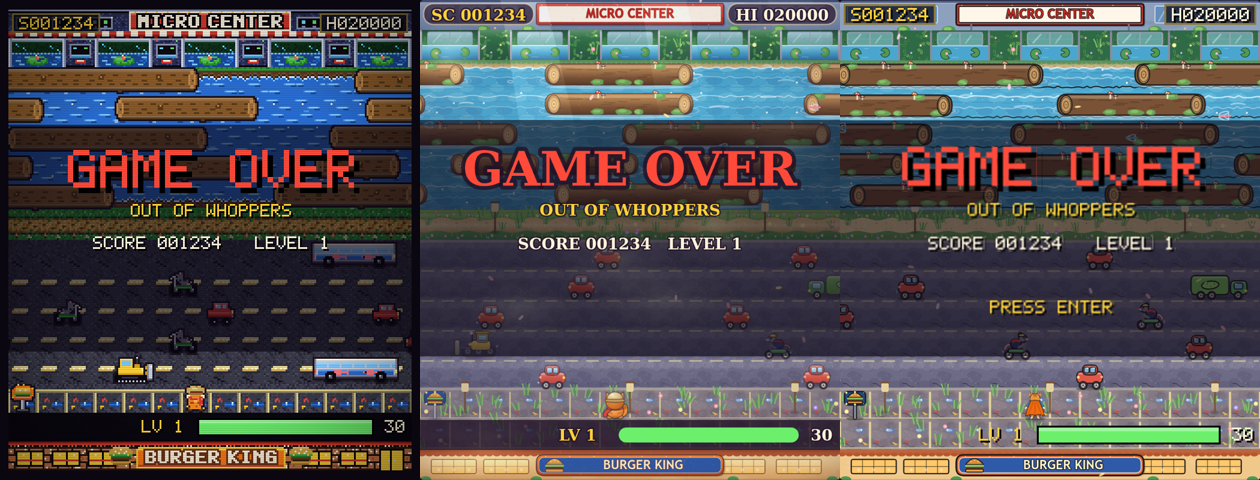 S001234 MICRO CENTER H020000
GAME OVER
OUT OF WHOPPERS
SCORE 001234 LEVEL 1
LV 1 30
BURGER KING
SC 001234 MICRO CENTER HI 020000
GAME OVER
OUT OF WHOPPERS
SCORE 001234 LEVEL 1
LV 1 30
BURGER KING
S001234 MICRO CENTER H020000
GAME OVER
OUT OF WHOPPERS
SCORE 001234 LEVEL 1
PRESS ENTER
LV 1 30
BURGER KING